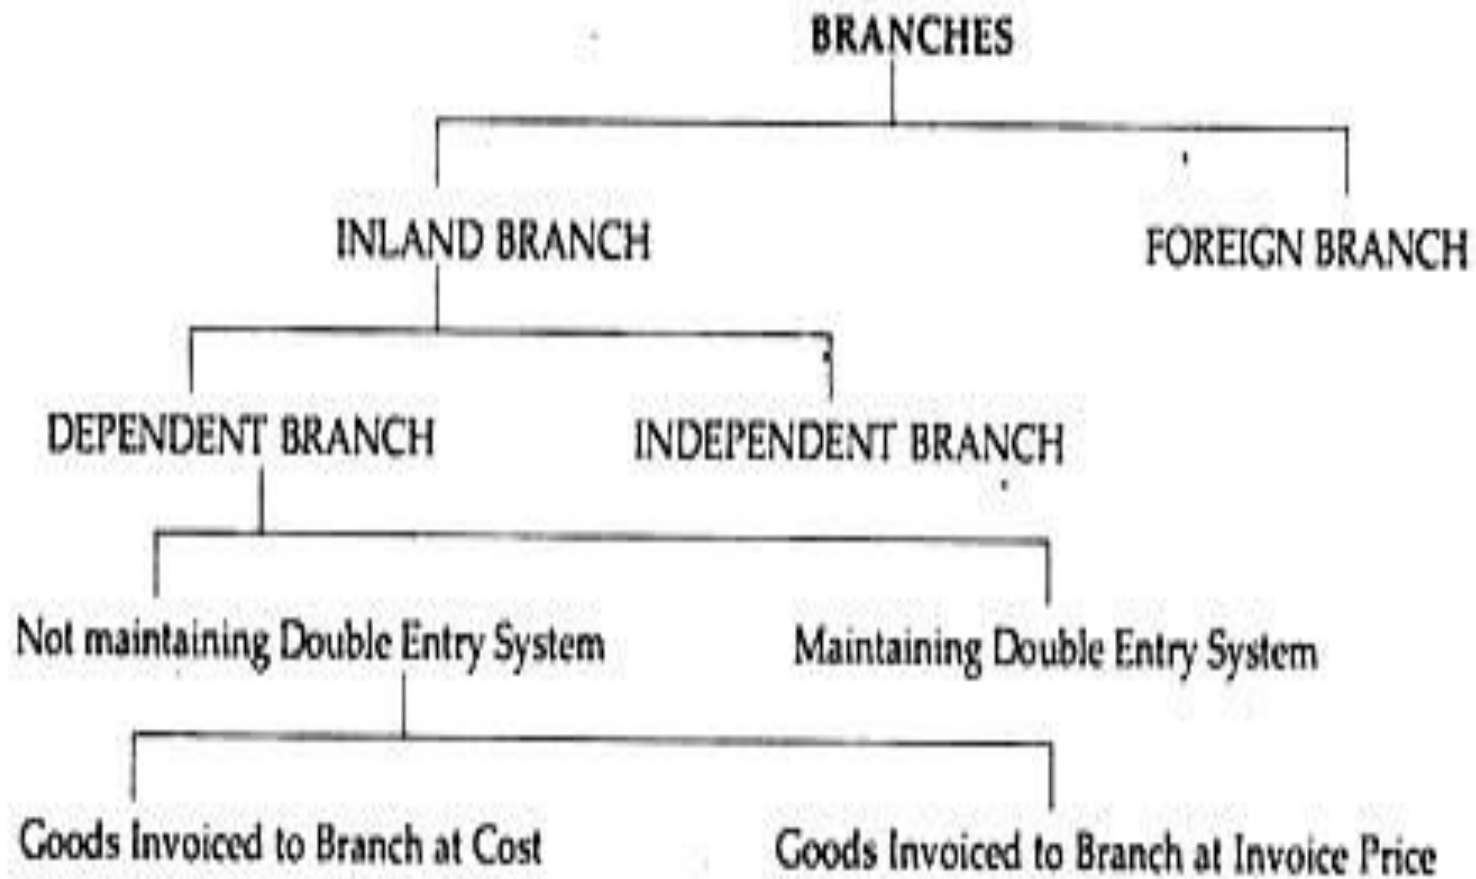 BRANCHES
INLAND BRANCH
FOREIGN BRANCH
DEPENDENT BRANCH
INDEPENDENT BRANCH
Not maintaining Double Entry System
Maintaining Double Entry System
Goods Invoiced to Branch at Cost
Goods Invoiced to Branch at Invoice Price